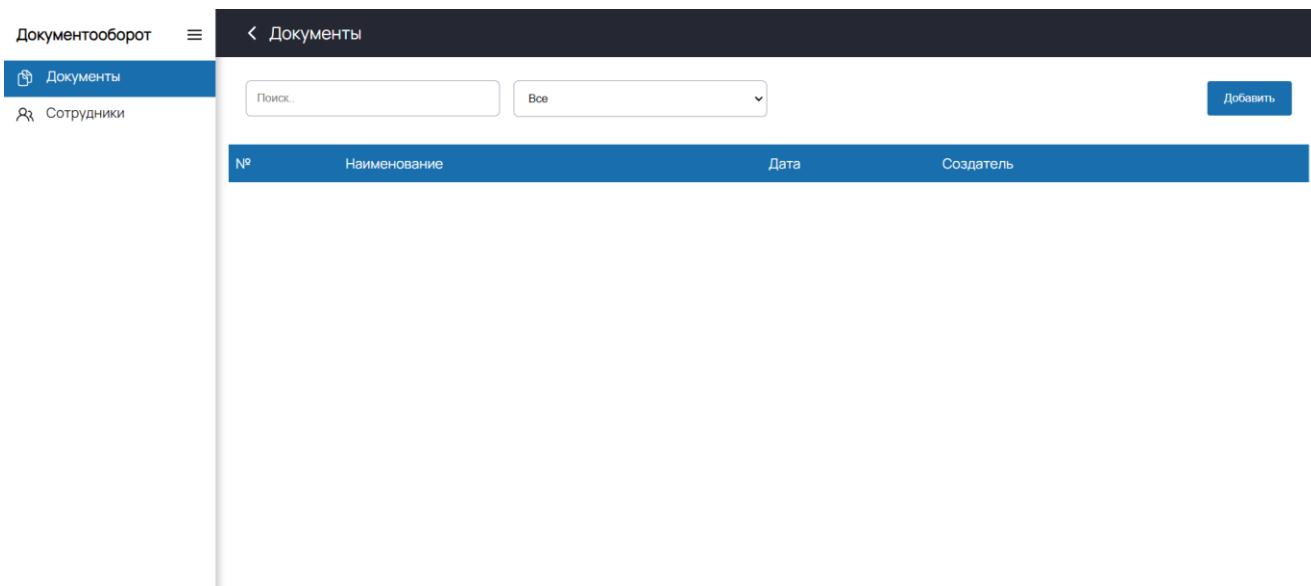 Документооборот
Документы
Сотрудники
Документы
Поиск..
Все
Добавить
№ Наименование Дата Создатель